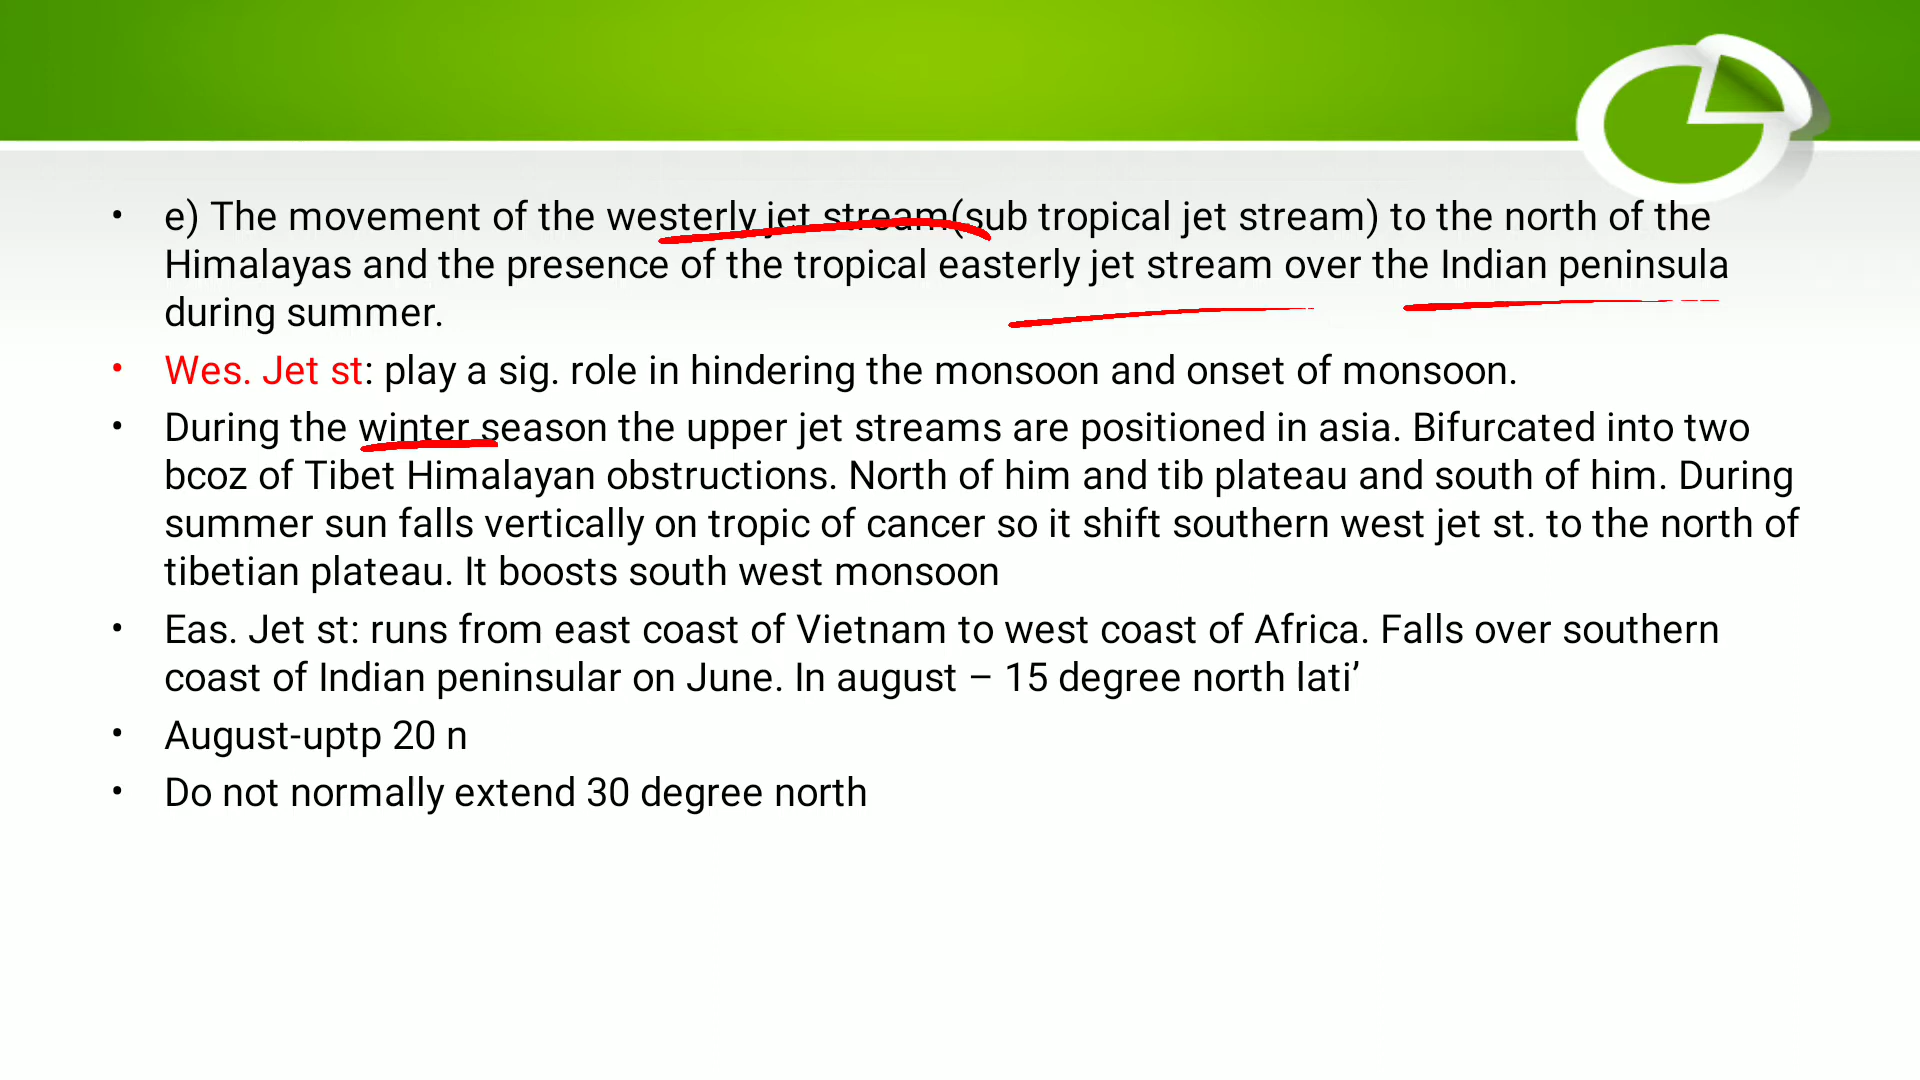 • e) The movement of the westerly jet stream(sub tropical jet stream) to the north of the
Himalayas and the presence of the tropical easterly jet stream over the Indian peninsula
during summer.
• Wes. Jet st: play a sig. role in hindering the monsoon and onset of monsoon.
• During the winter season the upper jet streams are positioned in asia. Bifurcated into two
bcoz of Tibet Himalayan obstructions. North of him and tib plateau and south of him. During
summer sun falls vertically on tropic of cancer so it shift southern west jet st. to the north of
tibetian plateau. It boosts south west monsoon
• Eas. Jet st: runs from east coast of Vietnam to west coast of Africa. Falls over southern
coast of Indian peninsular on June. In august – 15 degree north lati’
• August-uptp 20 n
• Do not normally extend 30 degree north